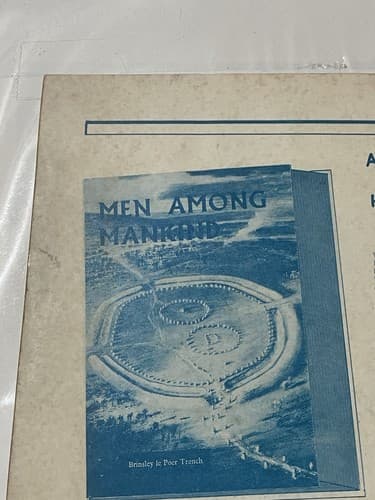 MEN AMONG
MANKIND
Brinsley le Poer Trench
A